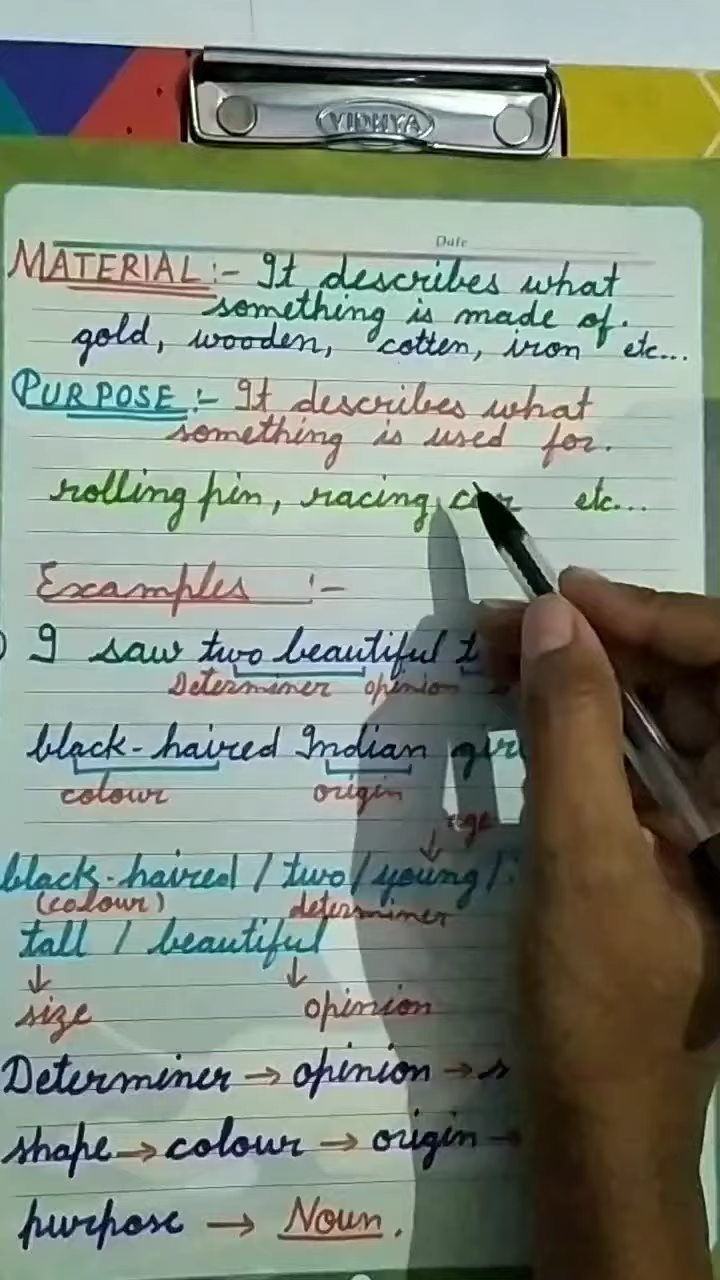 VIDHYA
Date
MATERIAL :- It describes what
something is made of.
gold, wooden, cotten, iron etc...
PURPOSE :- It describes what
something is used for.
rolling pin, racing car etc...
Examples :-
I saw two beautiful
Determiner opinion
black-haired Indian
colour origin
age
black-haired / two / young /
(colour) determiner
tall / beautiful
size opinion
Determiner → opinion →
shape → colour → origin →
purpose → Noun.